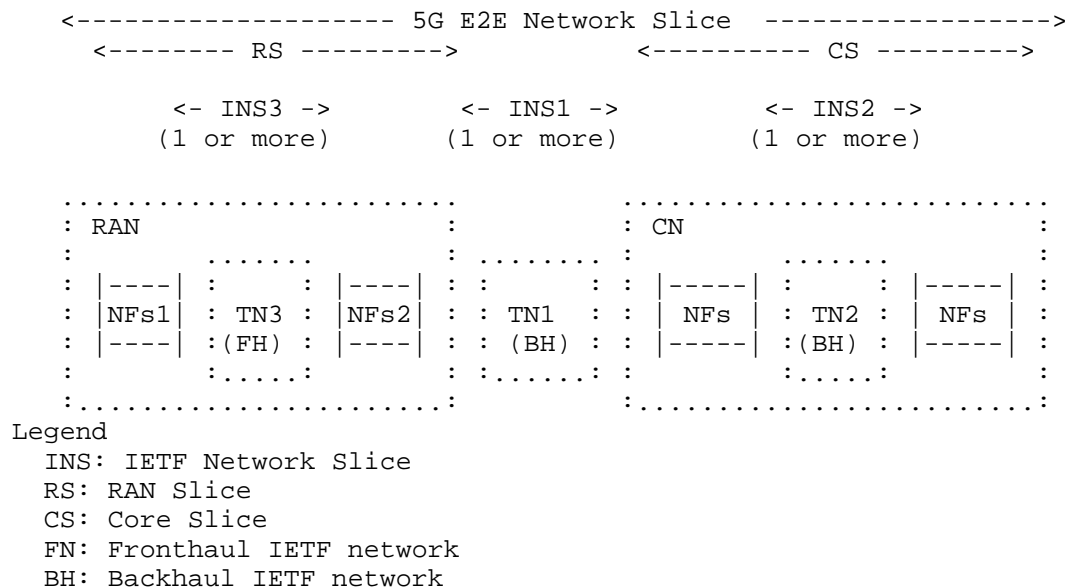 <-------------------- 5G E2E Network Slice ------------------>
<-------- RS --------->            <---------- CS --------->
<- INS3 ->        <- INS1 ->         <- INS2 ->
(1 or more)       (1 or more)        (1 or more)
.........................          ...........................
: RAN                   :          : CN                        :
:        .......        : ........ :         .......         :
: |----| :     : |----| : :      : : |-----| :     : |-----| :
: |NFs1| : TN3 : |NFs2| : : TN1  : : | NFs | : TN2 : | NFs | :
: |----| :(FH) : |----| : : (BH) : : |-----| :(BH) : |-----| :
:        :.....:        : :......: :         :.....:         :
:.......................:          :.........................:
Legend
INS: IETF Network Slice
RS: RAN Slice
CS: Core Slice
FN: Fronthaul IETF network
BH: Backhaul IETF network